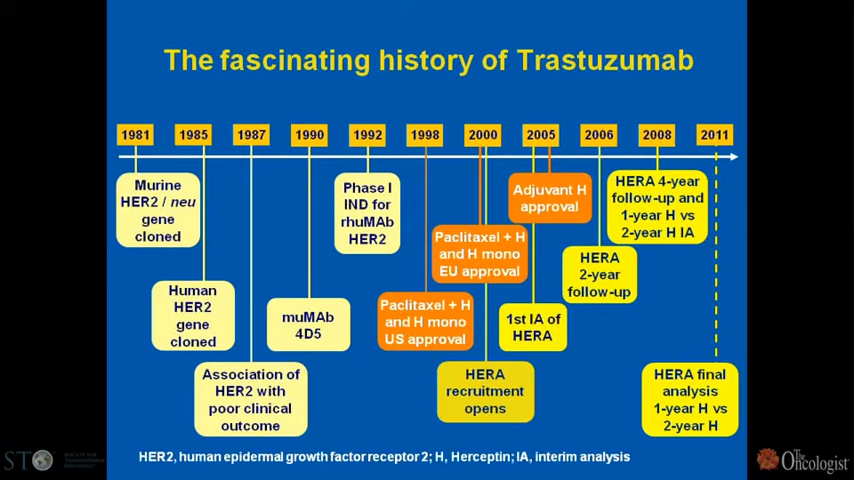 The fascinating history of Trastuzumab
1981 1985 1987 1990 1992 1998 2000 2005 2006 2008 2011
Murine
HER2 / neu
gene
cloned
Human
HER2
gene
cloned
Association of
HER2 with
poor clinical
outcome
muMAb
4D5
Phase I
IND for
rhuMAb
HER2
Paclitaxel + H
and H mono
US approval
Paclitaxel + H
and H mono
EU approval
HERA
recruitment
opens
Adjuvant H
approval
1st IA of
HERA
HERA
2-year
follow-up
HERA 4-year
follow-up and
1-year H vs
2-year H IA
HERA final
analysis
1-year H vs
2-year H
HER2, human epidermal growth factor receptor 2; H, Herceptin; IA, interim analysis
STO
SOCIETY FOR
TRANSLATIONAL
ONCOLOGY
The
Oncologist